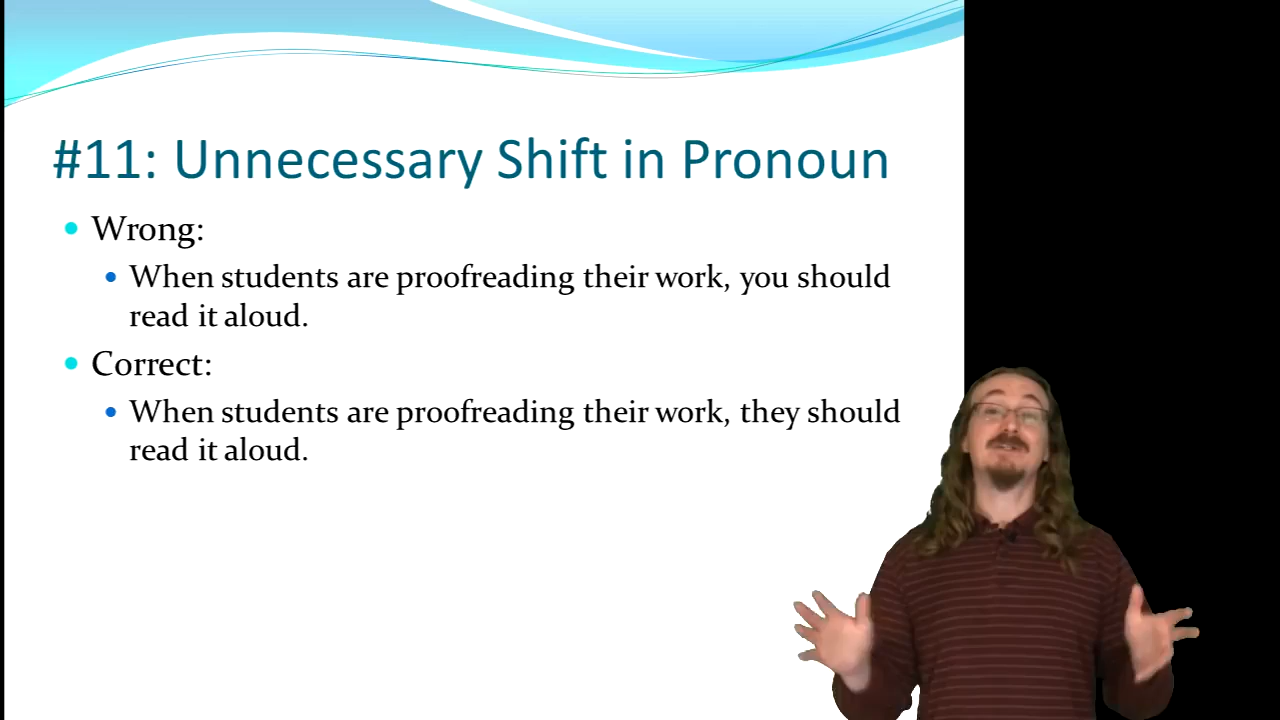 #11: Unnecessary Shift in Pronoun
Wrong:
When students are proofreading their work, you should
read it aloud.
Correct:
When students are proofreading their work, they should
read it aloud.